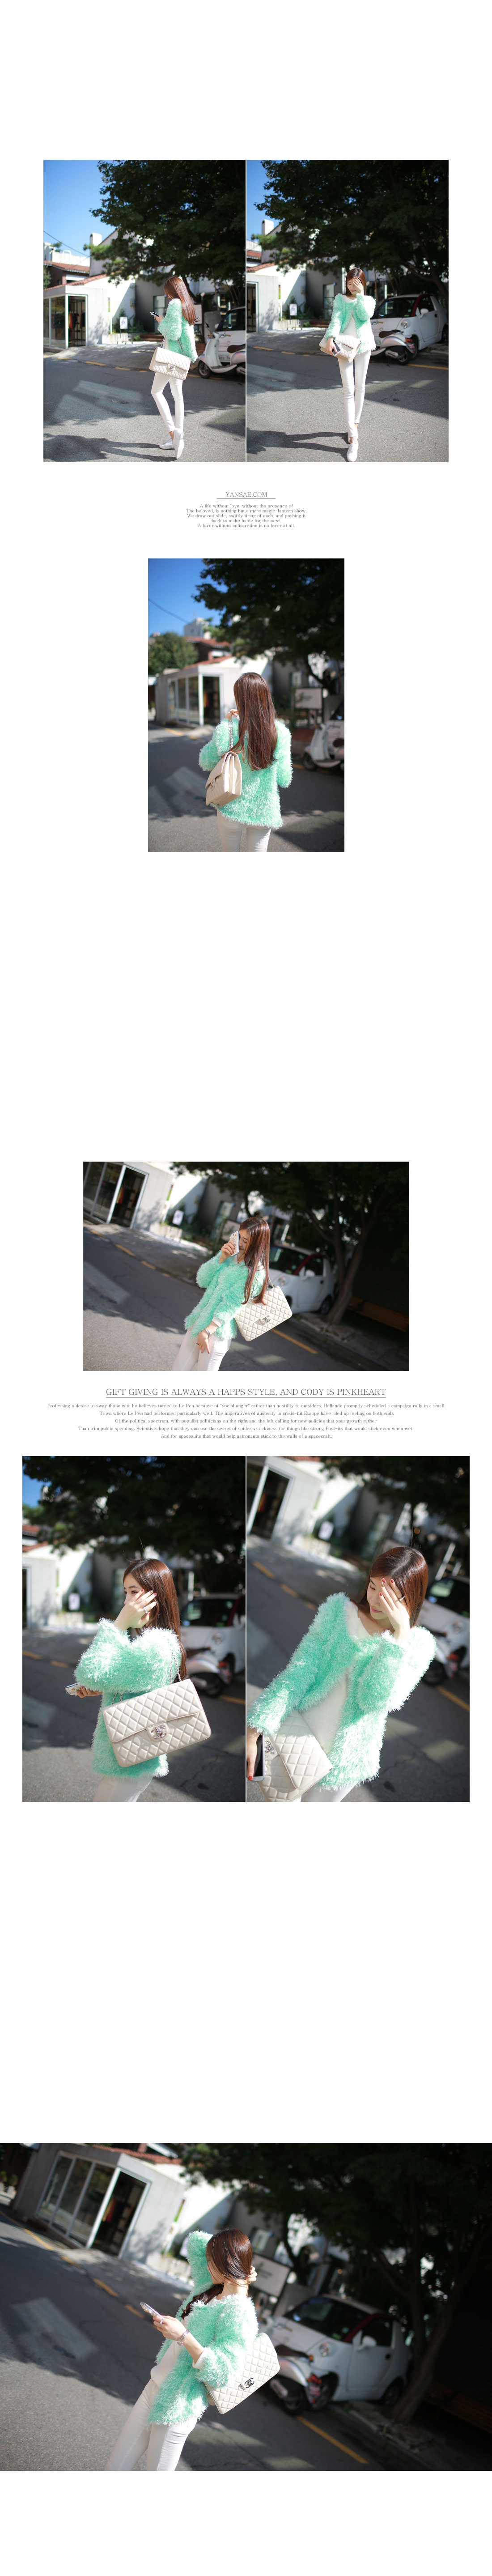 YANSAE.COM
A life without love, without the presence of
The beloved, is nothing but a mere magic-lantern show.
We draw out slide, swiftly tiring of each, and pushing it
back to make haste for the next.
A lover without indiscretion is no lover at all.
GIFT GIVING IS ALWAYS A HAPPS STYLE, AND CODY IS PINKHEART
Professing a desire to sway those who he believes turned to Le Pen because of "social anger" rather than hostility to outsiders, Hollande promptly scheduled a campaign rally, in a small
Town where Le Pen had performed particularly well. The imperatives of austerity in crisis-hit Europe have riled up feeling on both ends
Of the political spectrum, with populist politicians on the right and the left calling for new policies that spur growth rather
Than trim public spending. Scientists hope that they can use the secret of spider's stickiness for things like strong Post-its that would stick even when wet,
And for spacesuits that would help astronauts stick to the walls of a spacecraft.